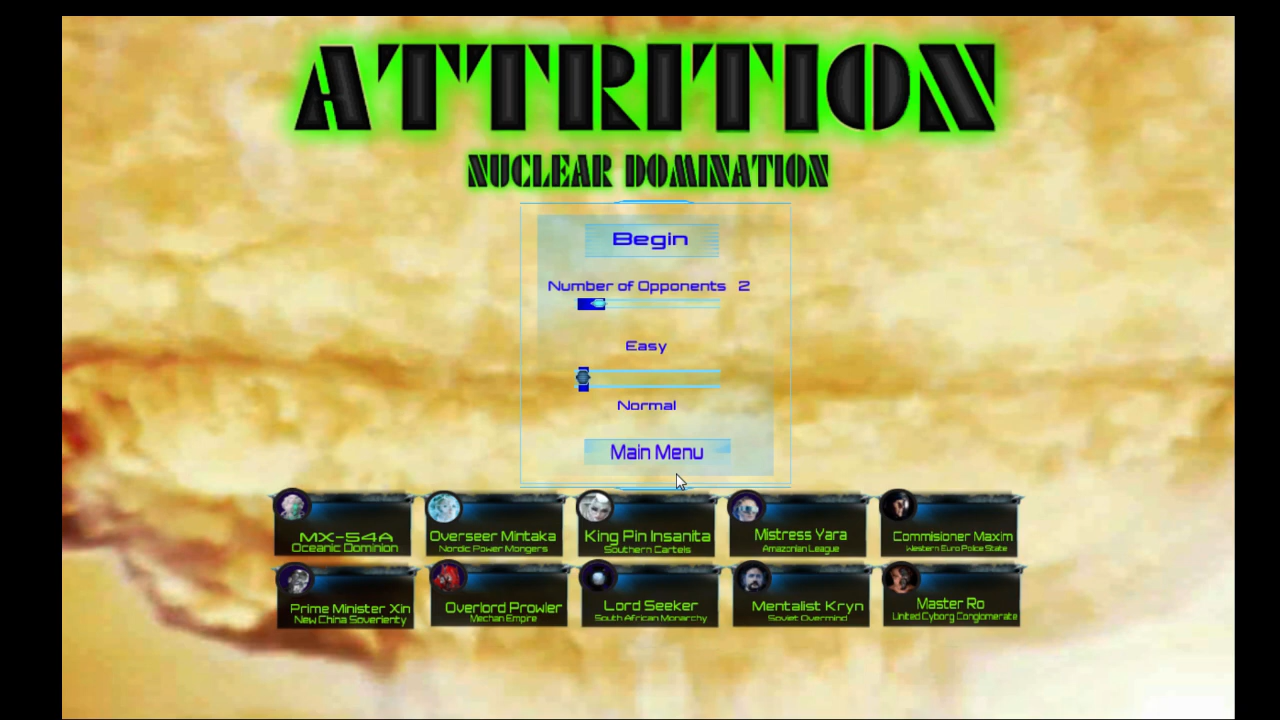 ATTRITION
NUCLEAR DOMINATION
Begin
Number of Opponents 2
Easy
Normal
Main Menu
MX-54A
Oceanic Dominion
Overseer Mintaka
Nordic Power Mongers
King Pin Insanita
Southern Cartels
Mistress Yara
Amazonian League
Commisioner Maxim
Western Euro Police State
Prime Minister Xin
New China Soverienty
Overlord Prowler
Mechan Empire
Lord Seeker
South African Monarchy
Mentalist Kryn
Soviet Overmind
Master Ro
United Cyborg Conglomerate